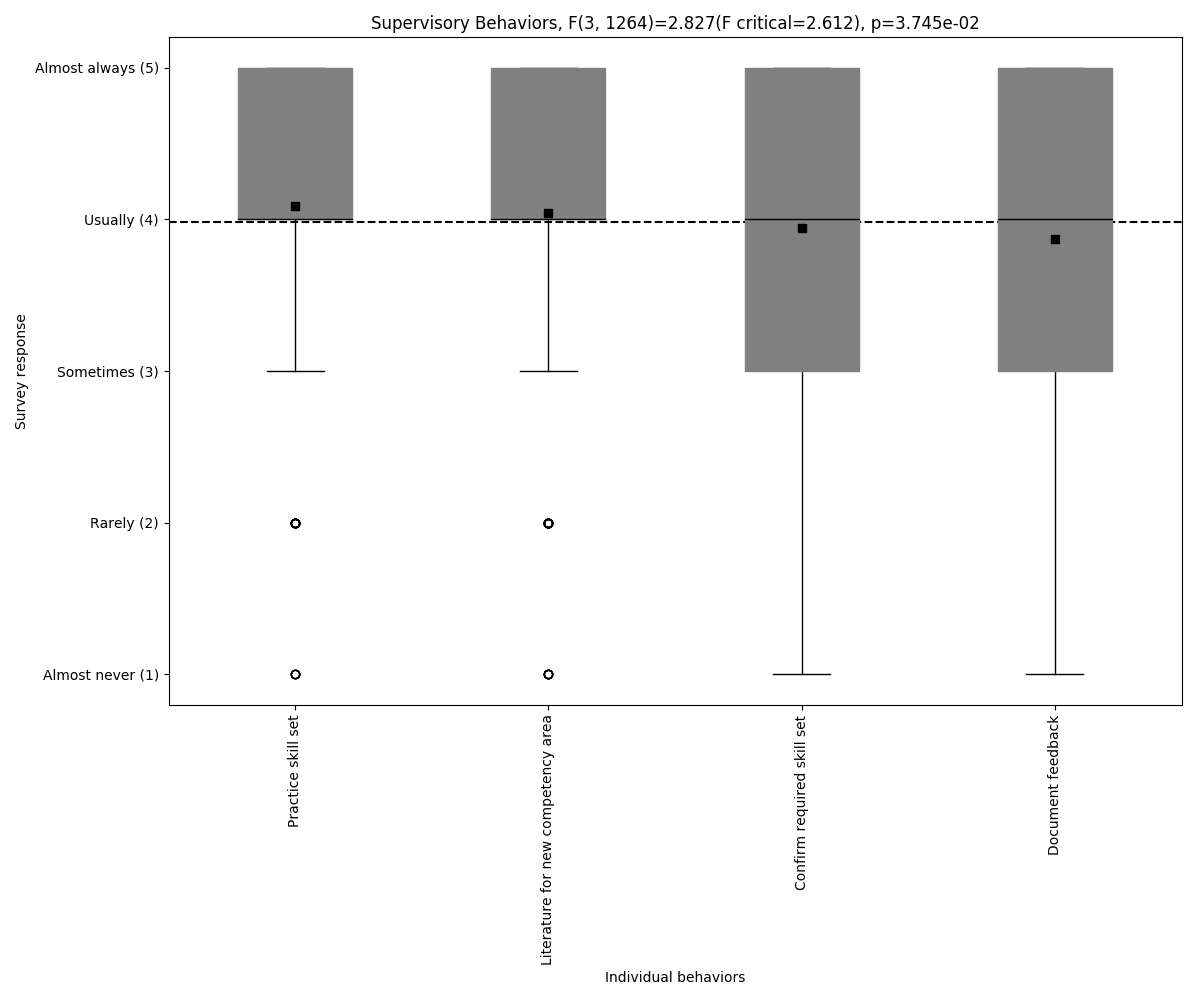 Supervisory Behaviors, F(3, 1264)=2.827(F critical=2.612), p=3.745e-02
Survey response
Almost always (5)
Usually (4)
Sometimes (3)
Rarely (2)
Almost never (1)
Practice skill set
Literature for new competency area
Confirm required skill set
Document feedback
Individual behaviors